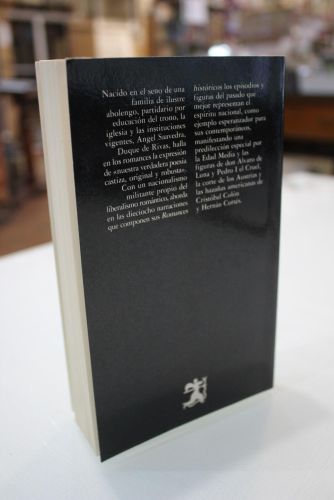 Nacido en el seno de una
familia de ilustre
abolengo, partidario por
educación del trono, la
iglesia y las instituciones
vigentes, Angel Saavedra,
Duque de Rivas, halla
en los romances la expresión
de «nuestra verdadera poesía
castiza, original y robusta».
Con un nacionalismo
militante propio del
liberalismo romántico, aborda
en las dieciocho narraciones
que componen sus Romances
históricos los episodios y
figuras del pasado que
mejor representan el
espíritu nacional, como
ejemplo esperanzador para
sus contemporáneos,
manifestando una
predilección especial por
la Edad Media y las
figuras de don Alvaro de
Luna y Pedro I el Cruel,
la corte de los Austrias y
las hazañas americanas de
Cristóbal Colón
y Hernán Cortés.